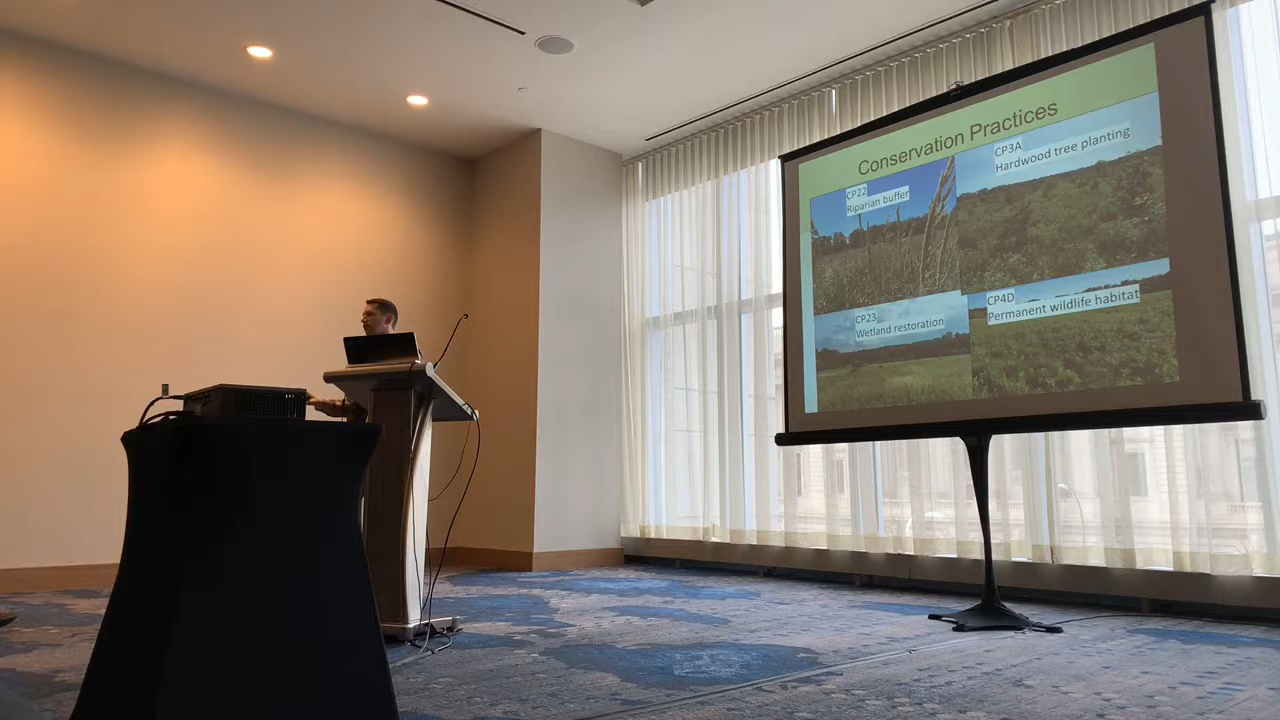 Conservation Practices
CP22
Riparian buffer
CP3A
Hardwood tree planting
CP23
Wetland restoration
CP4D
Permanent wildlife habitat